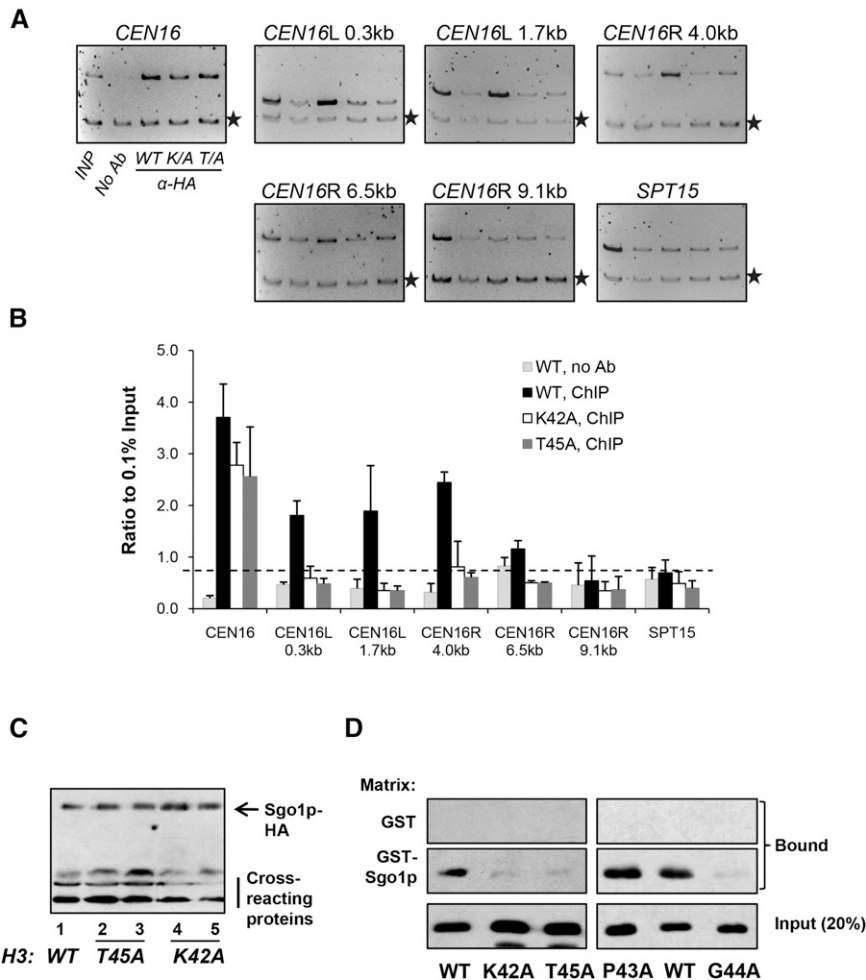 A
CEN16
CEN16L 0.3kb
CEN16L 1.7kb
CEN16R 4.0kb
INP
No Ab
WT K/A T/A
α-HA
CEN16R 6.5kb
CEN16R 9.1kb
SPT15
B
Ratio to 0.1% Input
5.0
4.0
3.0
2.0
1.0
0.0
WT, no Ab
WT, ChIP
K42A, ChIP
T45A, ChIP
CEN16
CEN16L 0.3kb
CEN16L 1.7kb
CEN16R 4.0kb
CEN16R 6.5kb
CEN16R 9.1kb
SPT15
C
Sgo1p-
HA
Cross-
reacting
proteins
1 2 3 4 5
H3: WT T45A K42A
D
Matrix:
GST
GST-
Sgo1p
Bound
Input (20%)
WT K42A T45A P43A WT G44A